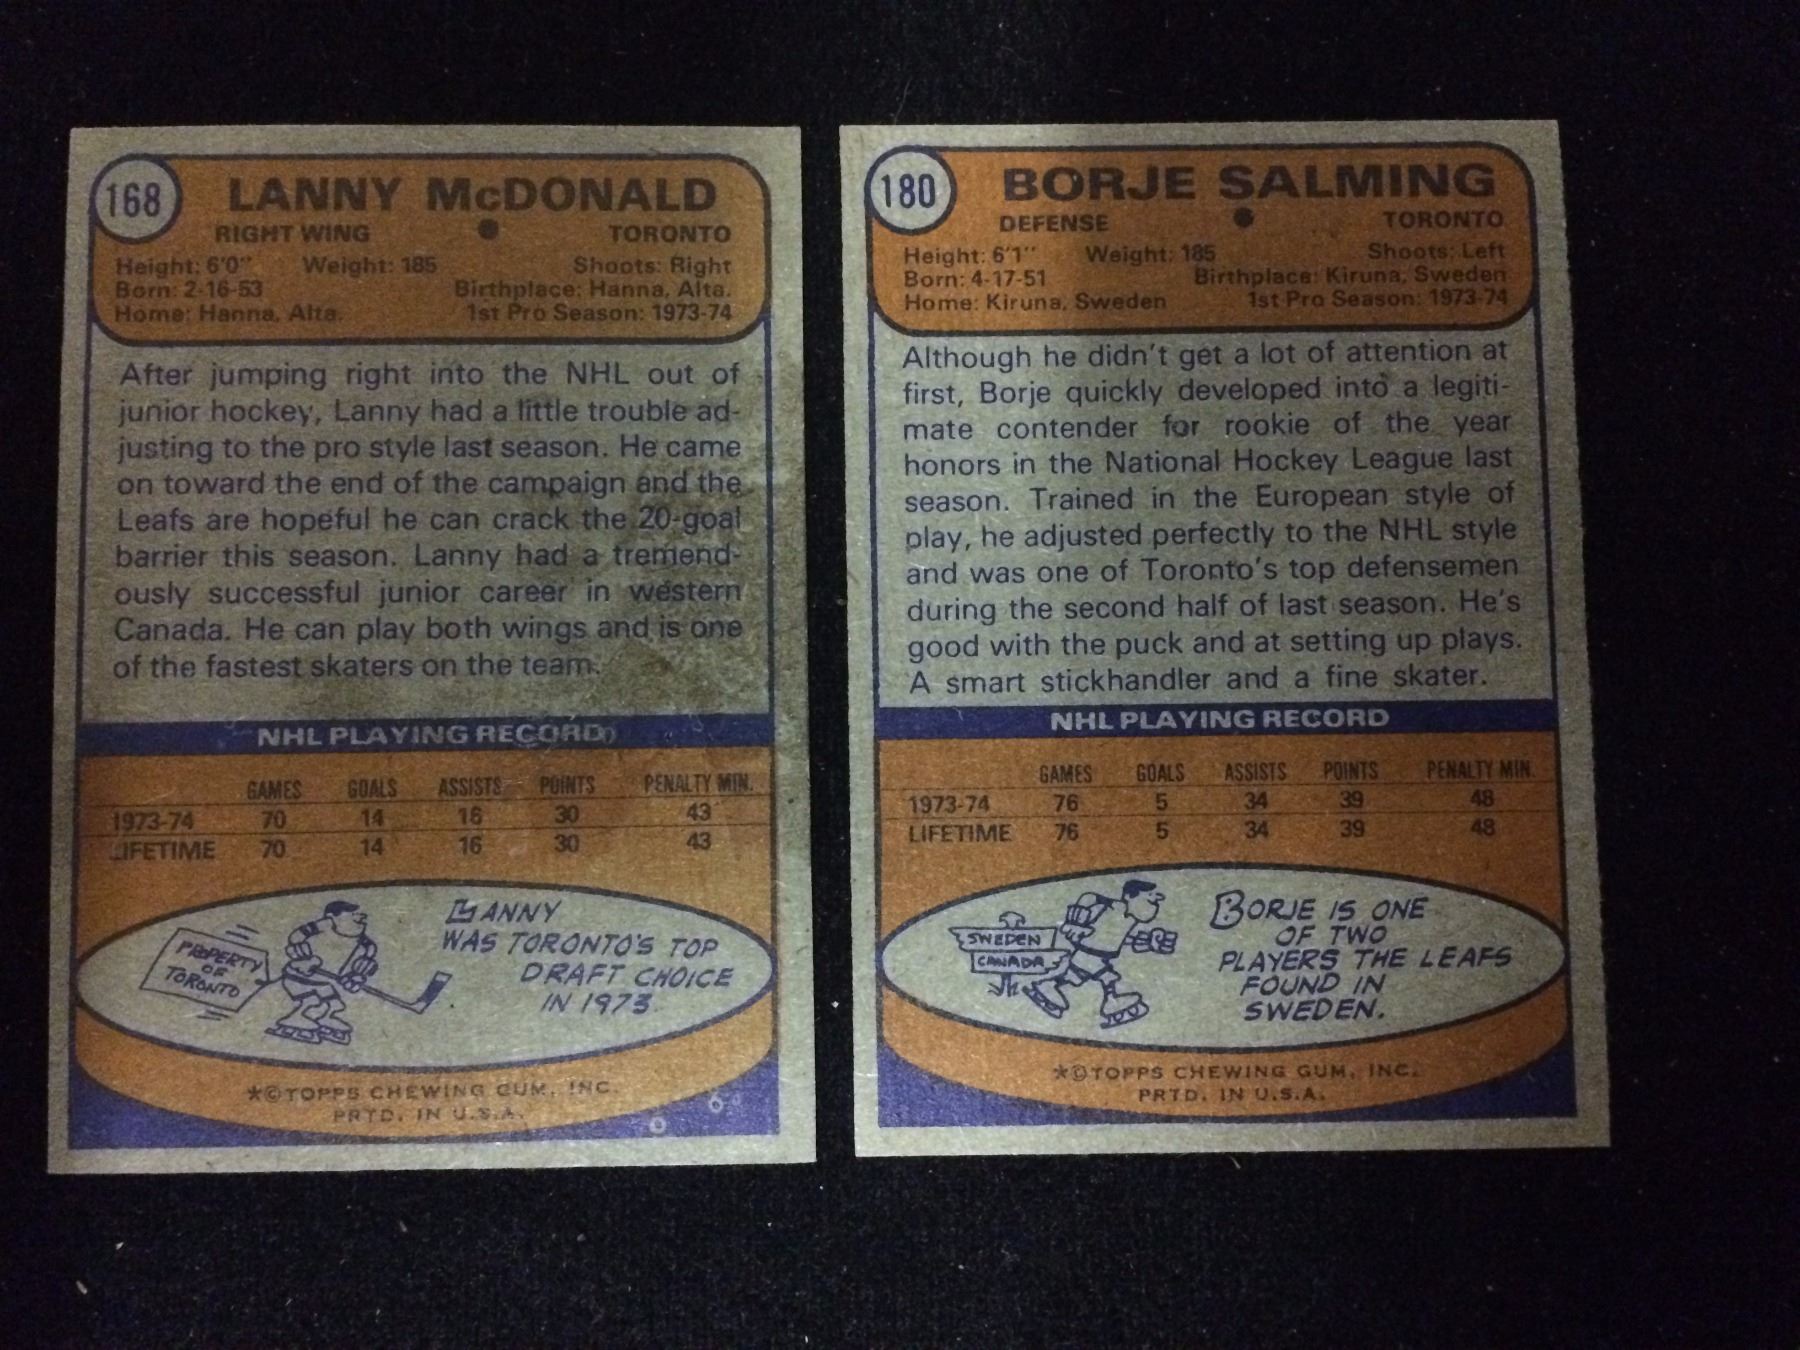 168
LANNY McDONALD
RIGHT WING TORONTO
Height: 6'0" Weight: 185 Shoots: Right
Born: 2-16-53 Birthplace: Hanna, Alta.
Home: Hanna, Alta. 1st Pro Season: 1973-74
After jumping right into the NHL out of
junior hockey, Lanny had a little trouble ad-
justing to the pro style last season. He came
on toward the end of the campaign and the
Leafs are hopeful he can crack the 20-goal
barrier this season. Lanny had a tremend-
ously successful junior career in western
Canada. He can play both wings and is one
of the fastest skaters on the team.
NHL PLAYING RECORD
GAMES GOALS ASSISTS POINTS PENALTY MIN.
1973-74 70 14 16 30 43
LIFETIME 70 14 16 30 43
PROPERTY
OF
TORONTO
LANNY
WAS TORONTO'S TOP
DRAFT CHOICE
IN 1973.
*©TOPPS CHEWING GUM, INC.
PRTD. IN U.S.A.
180
BORJE SALMING
DEFENSE TORONTO
Height: 6'1" Weight: 185 Shoots: Left
Born: 4-17-51 Birthplace: Kiruna, Sweden
Home: Kiruna, Sweden 1st Pro Season: 1973-74
Although he didn't get a lot of attention at
first, Borje quickly developed into a legiti-
mate contender for rookie of the year
honors in the National Hockey League last
season. Trained in the European style of
play, he adjusted perfectly to the NHL style
and was one of Toronto's top defensemen
during the second half of last season. He's
good with the puck and at setting up plays.
A smart stickhandler and a fine skater.
NHL PLAYING RECORD
GAMES GOALS ASSISTS POINTS PENALTY MIN.
1973-74 76 5 34 39 48
LIFETIME 76 5 34 39 48
SWEDEN
CANADA
BORJE IS ONE
OF TWO
PLAYERS THE LEAFS
FOUND IN
SWEDEN.
*©TOPPS CHEWING GUM, INC.
PRTD. IN U.S.A.